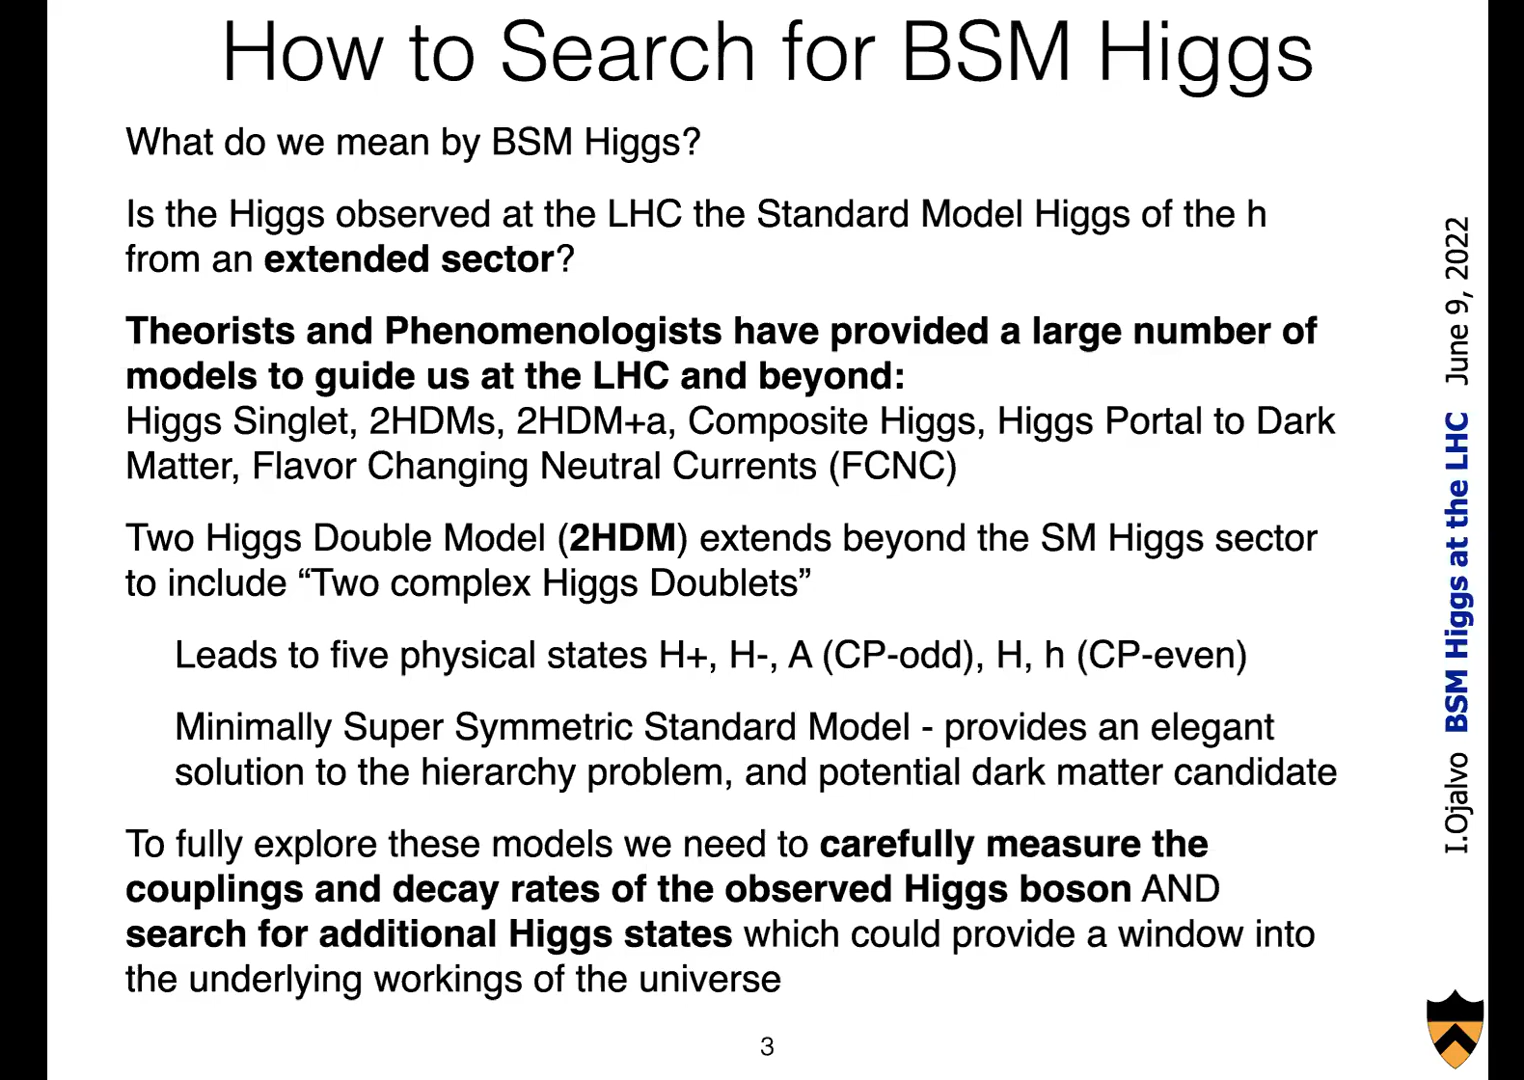 How to Search for BSM Higgs
What do we mean by BSM Higgs?
Is the Higgs observed at the LHC the Standard Model Higgs of the h
from an extended sector?
Theorists and Phenomenologists have provided a large number of
models to guide us at the LHC and beyond:
Higgs Singlet, 2HDMs, 2HDM+a, Composite Higgs, Higgs Portal to Dark
Matter, Flavor Changing Neutral Currents (FCNC)
Two Higgs Double Model (2HDM) extends beyond the SM Higgs sector
to include “Two complex Higgs Doublets”
Leads to five physical states H+, H-, A (CP-odd), H, h (CP-even)
Minimally Super Symmetric Standard Model - provides an elegant
solution to the hierarchy problem, and potential dark matter candidate
To fully explore these models we need to carefully measure the
couplings and decay rates of the observed Higgs boson AND
search for additional Higgs states which could provide a window into
the underlying workings of the universe
3
I.Ojalvo BSM Higgs at the LHC June 9, 2022